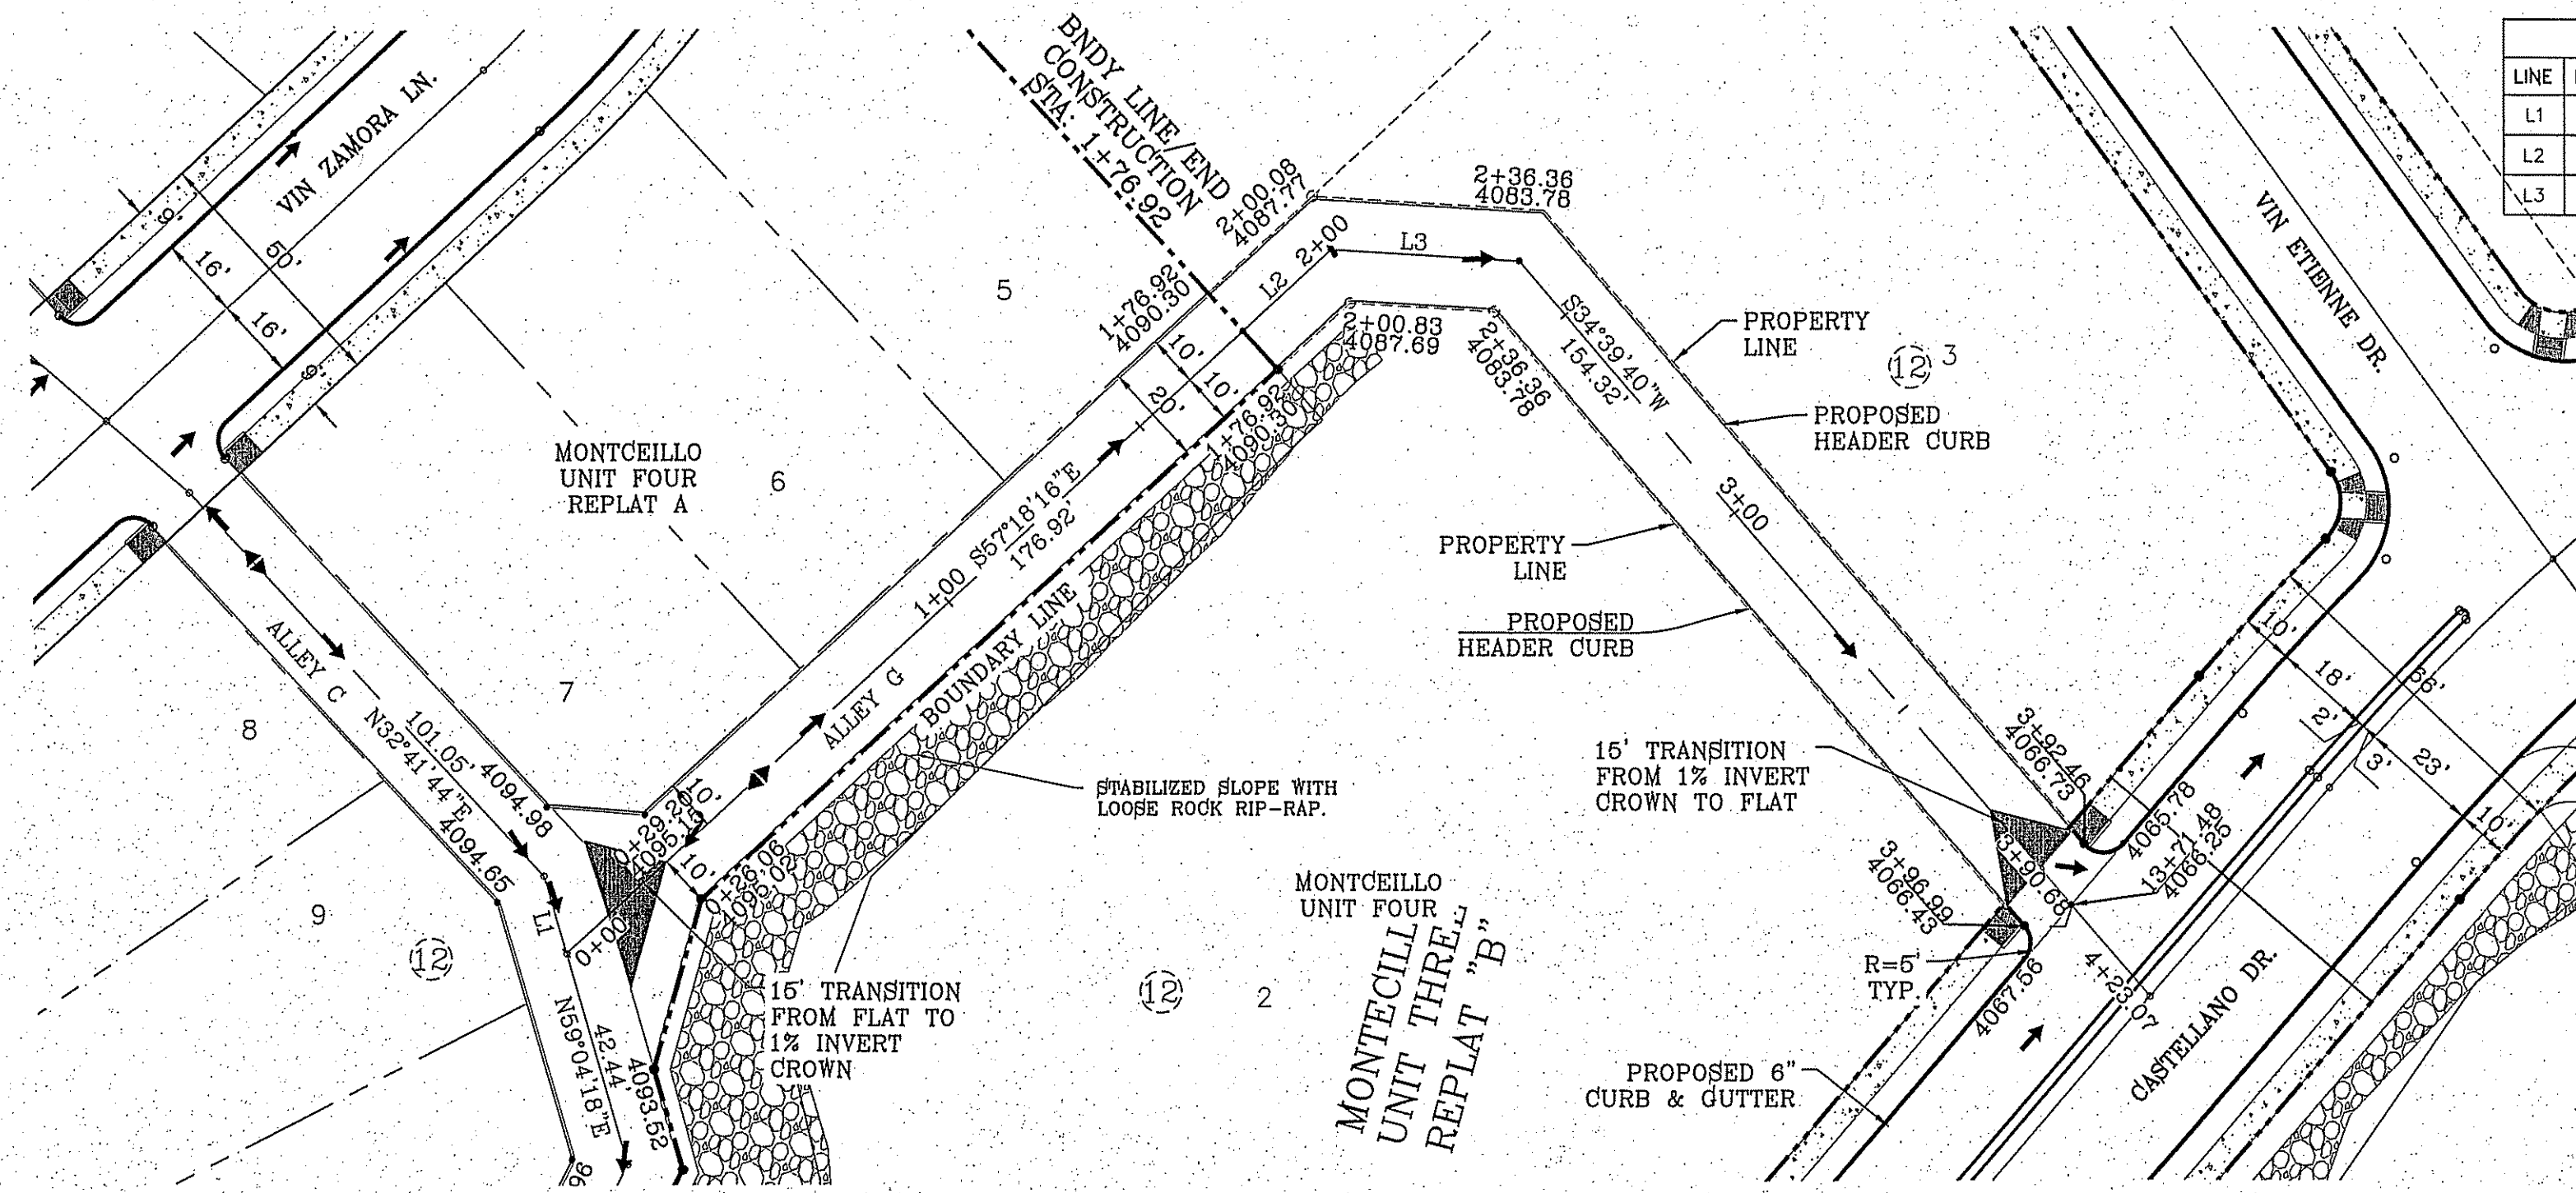 VIN ZAMORA LN.
9'
50'
16'
16'
9'
MONTCEILLO
UNIT FOUR
REPLAT A
5
6
7
8
9
12
ALLEY C
N32°41'44"E
101.05'
4094.98
4094.65
L1
0+00
N59°04'18"E
42.44'
4093.52
96
10'
0+29.20
4095.15
10'
0+26.06
4095.02
15' TRANSITION
FROM FLAT TO
1% INVERT
CROWN
ALLEY G
BOUNDARY LINE
1+00
S57°18'16"E
176.92'
STABILIZED SLOPE WITH
LOOSE ROCK RIP-RAP.
BNDY LINE/END
CONSTRUCTION
STA: 1+76.92
1+76.92
4090.30
10'
10'
20'
1+76.92
4090.30
L2
2+00
2+00.08
4087.77
2+00.83
4087.69
L3
2+36.36
4083.78
2+36.36
4083.78
S34°39'40"W
154.32'
3+00
PROPERTY
LINE
PROPOSED
HEADER CURB
12
3
PROPERTY
LINE
PROPOSED
HEADER CURB
15' TRANSITION
FROM 1% INVERT
CROWN TO FLAT
3+92.46
4066.73
3+90.68
3+96.99
4066.43
R=5'
TYP.
4067.56
4065.78
13+71.48
4066.25
4+23.07
CASTELLANO DR.
PROPOSED 6"
CURB & GUTTER
MONTCEILLO
UNIT FOUR
12
2
MONTECILLO
UNIT THREE
REPLAT "B"
VIN ETIENNE DR.
10'
18'
66'
2'
3'
23'
10'
LINE
L1
L2
L3